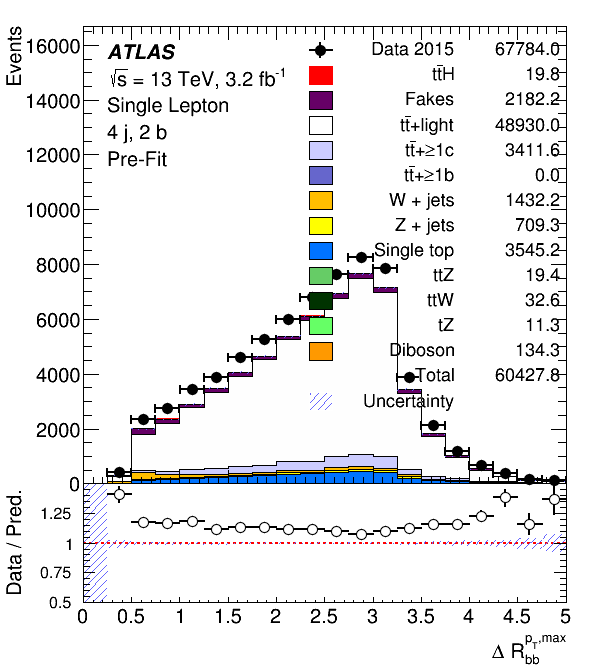 Events
16000
14000
12000
10000
8000
6000
4000
2000
0
ATLAS
√s = 13 TeV, 3.2 fb⁻¹
Single Lepton
4 j, 2 b
Pre-Fit
Data 2015 67784.0
tt̄H 19.8
Fakes 2182.2
tt̄+light 48930.0
tt̄+≥1c 3411.6
tt̄+≥1b 0.0
W + jets 1432.2
Z + jets 709.3
Single top 3545.2
ttZ 19.4
ttW 32.6
tZ 11.3
Diboson 134.3
Total 60427.8
Uncertainty
Data / Pred.
1.25
1
0.75
0.5
0 0.5 1 1.5 2 2.5 3 3.5 4 4.5 5
Δ R_bb^{p_T,max}